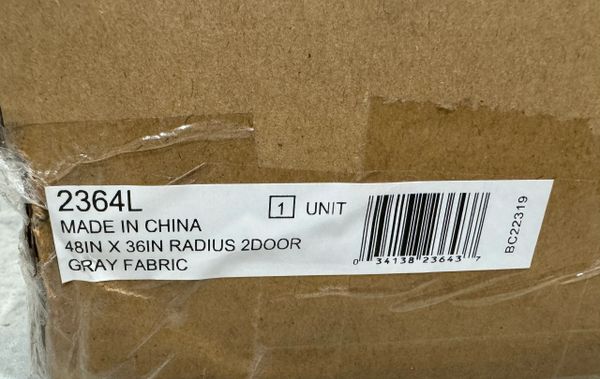 2364L
1 UNIT
MADE IN CHINA
48IN X 36IN RADIUS 2DOOR
GRAY FABRIC
0 34138 23643 7
BC22319